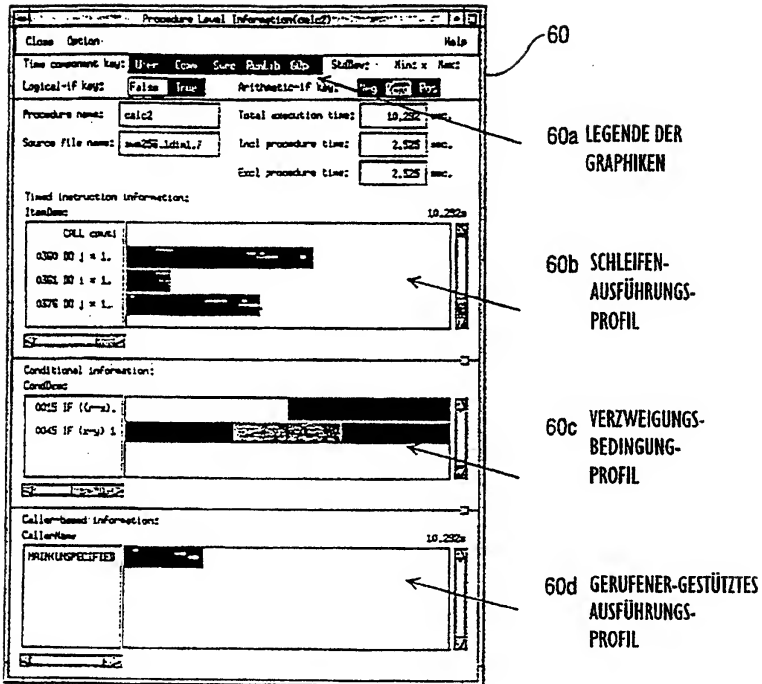 Procedure Level Information(calc2)
Close Option Help
Time component key: User Comm Sync RunLib GOp StdDev: Min: x Max:
Logical-if key: False True Arithmetic-if key: Neg Zero Pos
Procedure name: calc2 Total execution time: 10.292 sec.
Source file name: Incl procedure time: 2.525 sec.
Excl procedure time: 2.525 sec.
Timed instruction information:
ItemDesc 10.292s
CALL
0360 DO j = 1..
0361 DO i = 1..
0376 DO j = 1..
Conditional information:
CondDesc
0015 IF
0045 IF (x-y) 1
Caller-based information:
CallerName 10.292s
MAIN(UNSPECIFIED
60
60a LEGENDE DER
GRAPHIKEN
60b SCHLEIFEN-
AUSFÜHRUNGS-
PROFIL
60c VERZWEIGUNGS-
BEDINGUNG-
PROFIL
60d GERUFENER-GESTÜTZTES
AUSFÜHRUNGS-
PROFIL